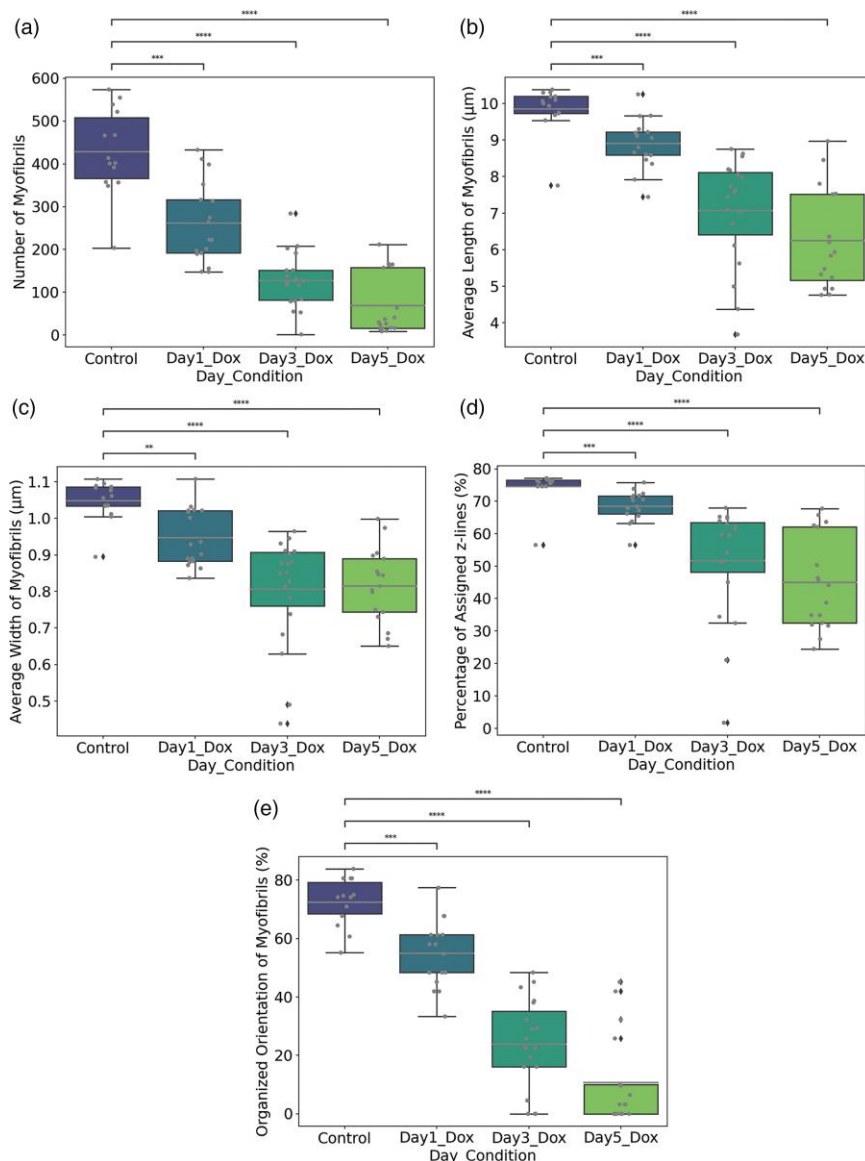 (a)
****
****
***
Number of Myofibrils
600
500
400
300
200
100
0
Control
Day1_Dox
Day3_Dox
Day5_Dox
Day_Condition
(b)
****
****
***
Average Length of Myofibrils (µm)
10
9
8
7
6
5
4
Control
Day1_Dox
Day3_Dox
Day5_Dox
Day_Condition
(c)
****
****
**
Average Width of Myofibrils (µm)
1.1
1.0
0.9
0.8
0.7
0.6
0.5
Control
Day1_Dox
Day3_Dox
Day5_Dox
Day_Condition
(d)
****
****
***
Percentage of Assigned z-lines (%)
80
70
60
50
40
30
20
10
0
Control
Day1_Dox
Day3_Dox
Day5_Dox
Day_Condition
(e)
****
****
***
Organized Orientation of Myofibrils (%)
80
60
40
20
0
Control
Day1_Dox
Day3_Dox
Day5_Dox
Day_Condition